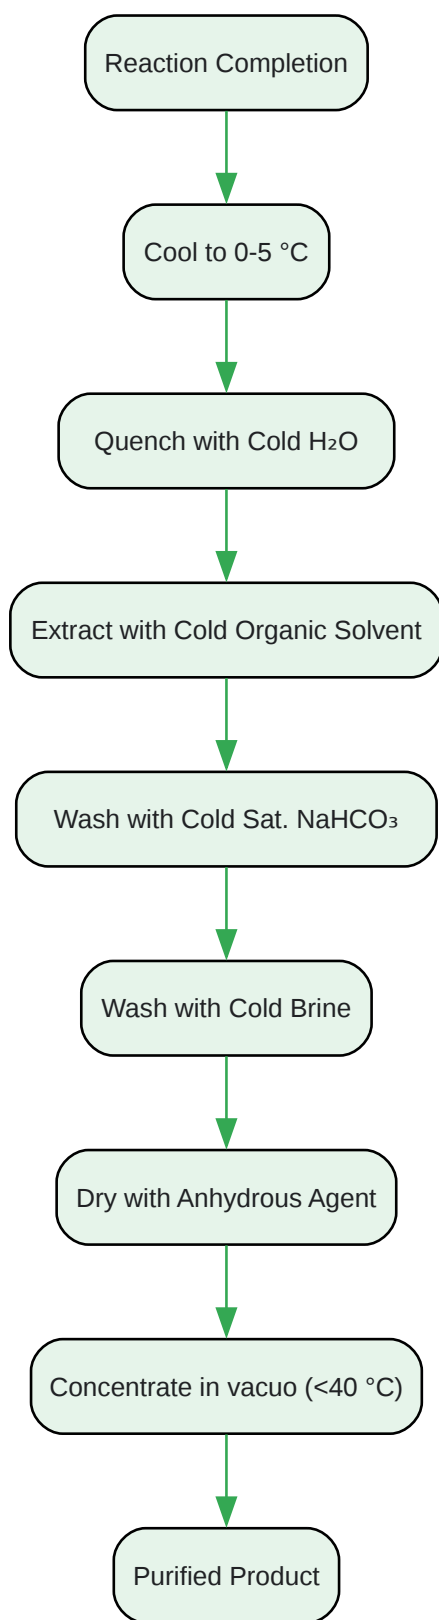 Reaction Completion
Cool to 0-5 °C
Quench with Cold H₂O
Extract with Cold Organic Solvent
Wash with Cold Sat. NaHCO₃
Wash with Cold Brine
Dry with Anhydrous Agent
Concentrate in vacuo (<40 °C)
Purified Product